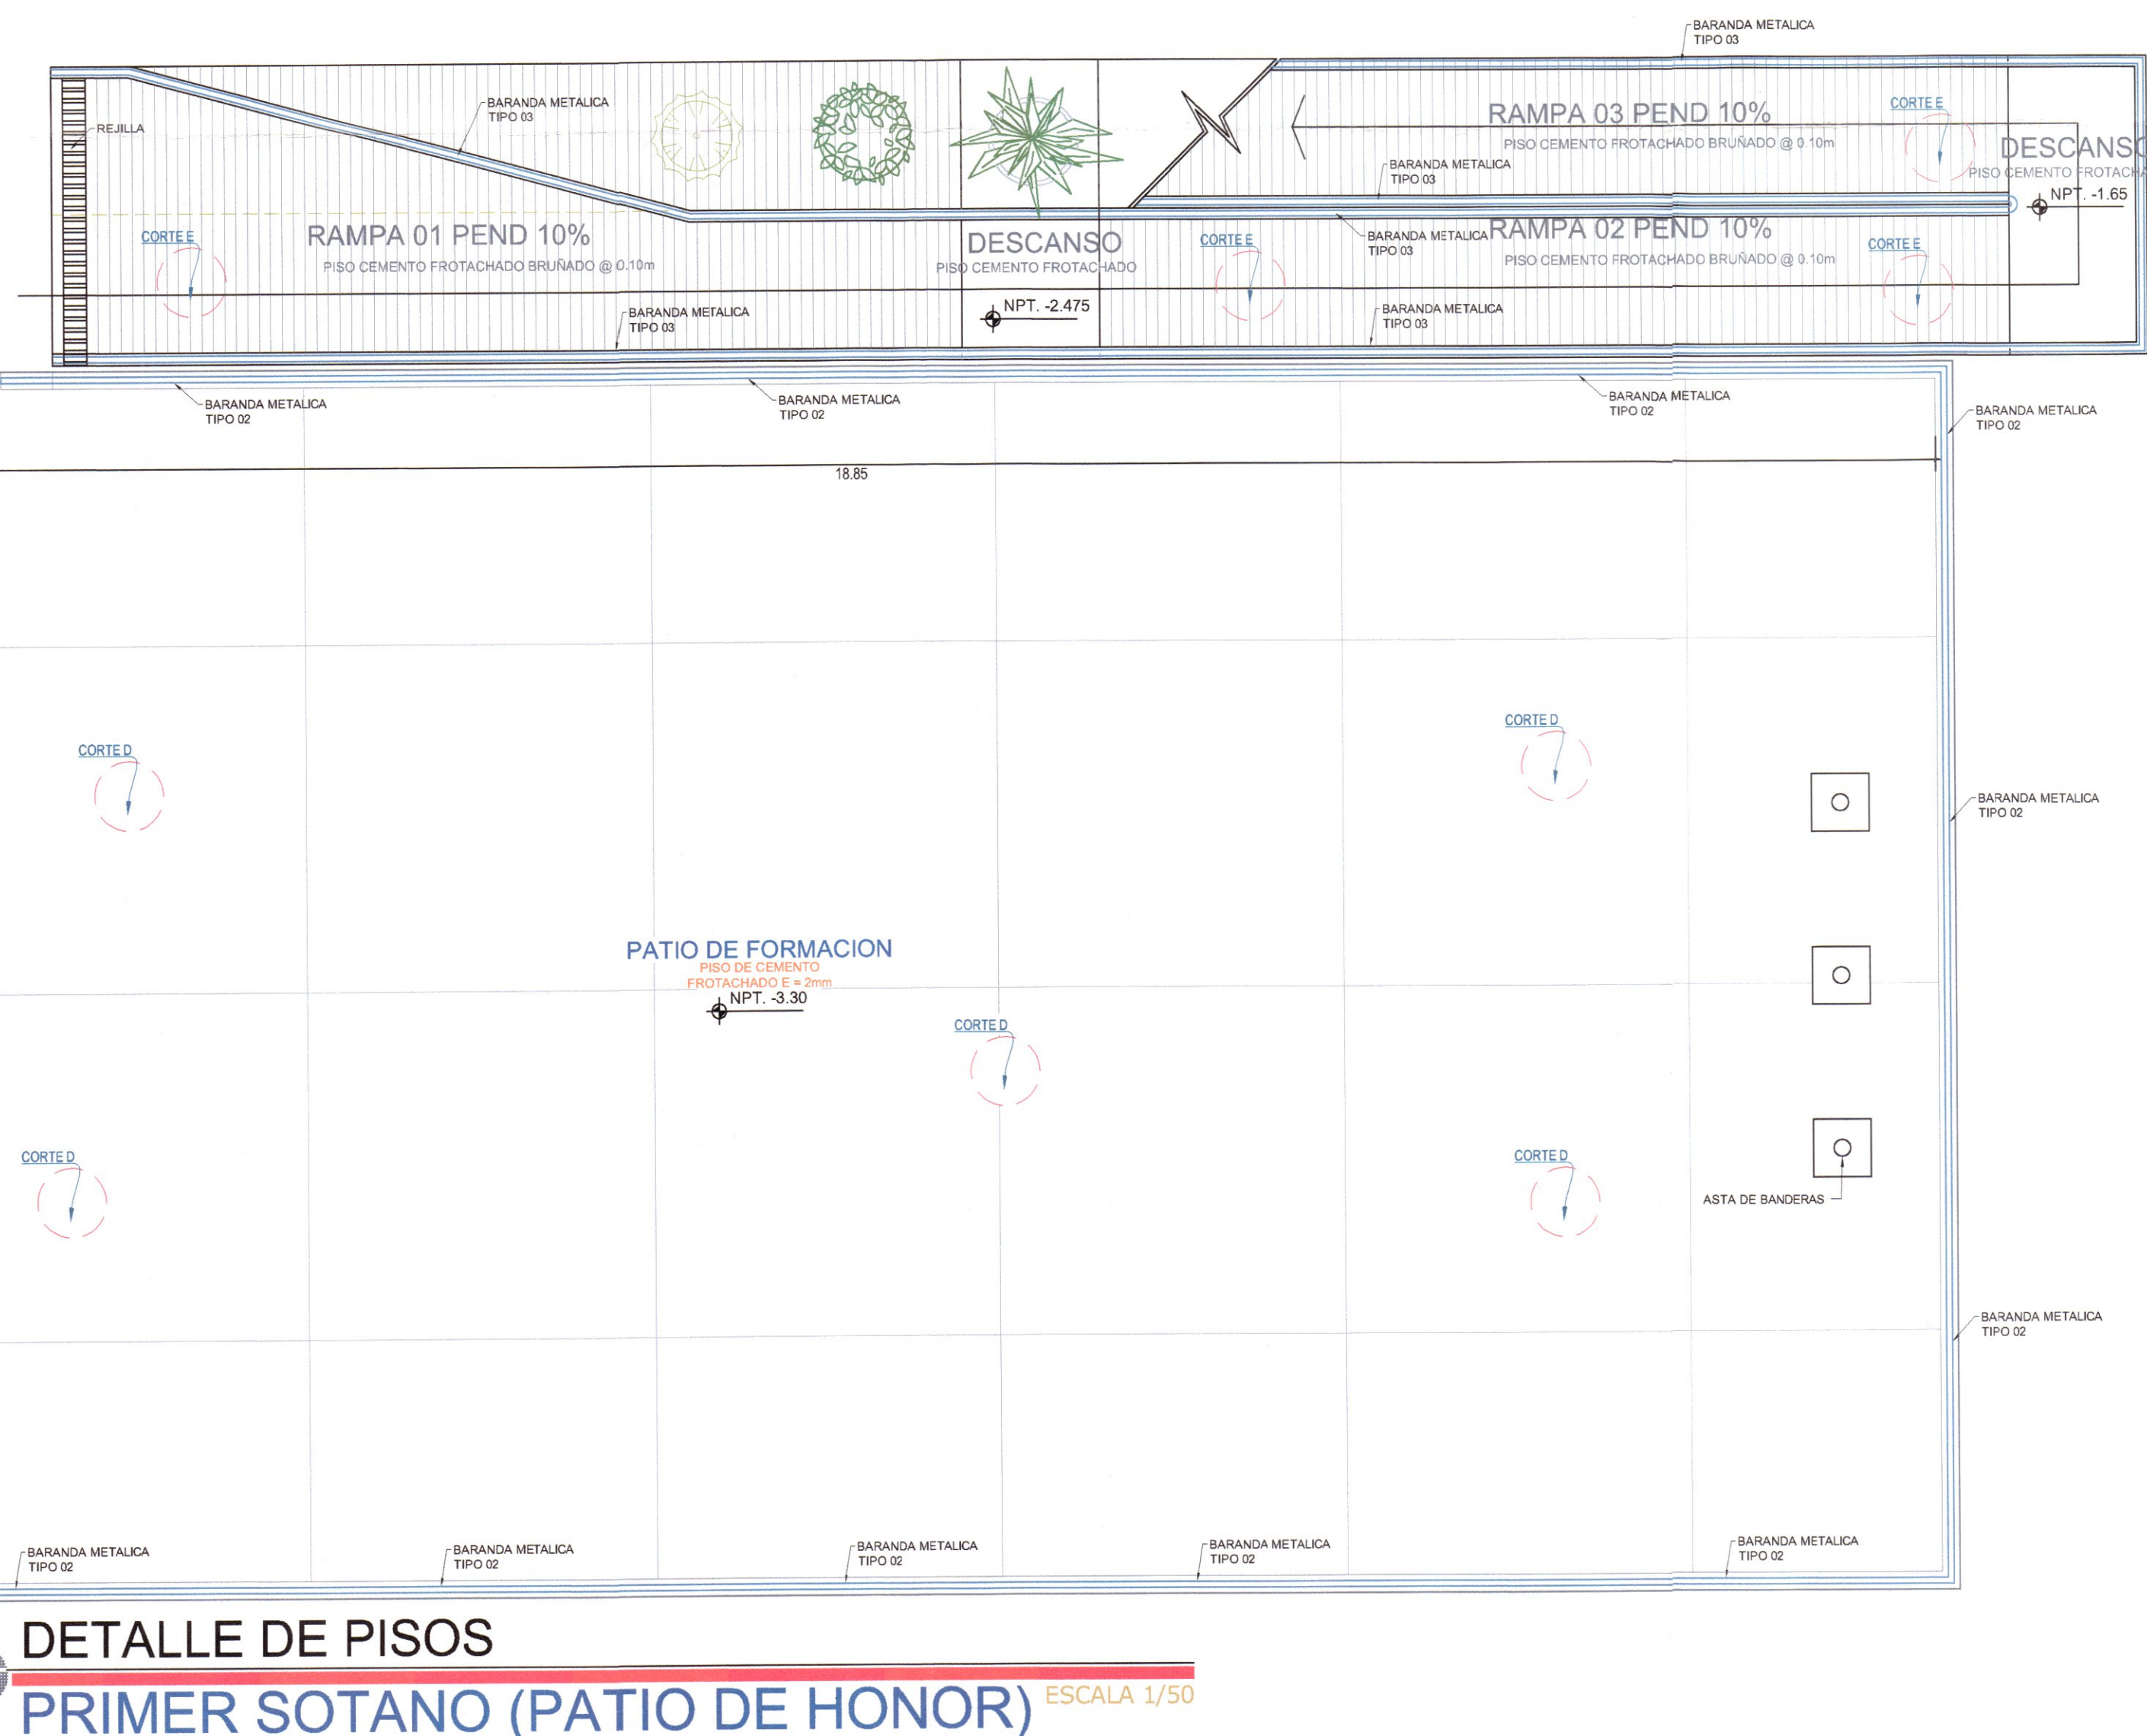 BARANDA METALICA
TIPO 03
BARANDA METALICA
TIPO 03
REJILLA
RAMPA 03 PEND 10%
PISO CEMENTO FROTACHADO BRUÑADO @ 0.10m
CORTE E
BARANDA METALICA
TIPO 03
DESCANSO
PISO CEMENTO FROTACHA
NPT. -1.65
CORTE E
RAMPA 01 PEND 10%
PISO CEMENTO FROTACHADO BRUÑADO @ 0.10m
DESCANSO
PISO CEMENTO FROTACHADO
NPT. -2.475
CORTE E
BARANDA METALICA
TIPO 03
RAMPA 02 PEND 10%
PISO CEMENTO FROTACHADO BRUÑADO @ 0.10m
CORTE E
BARANDA METALICA
TIPO 03
BARANDA METALICA
TIPO 03
BARANDA METALICA
TIPO 02
BARANDA METALICA
TIPO 02
BARANDA METALICA
TIPO 02
BARANDA METALICA
TIPO 02
18.85
CORTE D
CORTE D
BARANDA METALICA
TIPO 02
PATIO DE FORMACION
PISO DE CEMENTO
FROTACHADO E = 2mm
NPT. -3.30
CORTE D
CORTE D
CORTE D
ASTA DE BANDERAS
BARANDA METALICA
TIPO 02
BARANDA METALICA
TIPO 02
BARANDA METALICA
TIPO 02
BARANDA METALICA
TIPO 02
BARANDA METALICA
TIPO 02
BARANDA METALICA
TIPO 02
DETALLE DE PISOS
PRIMER SOTANO (PATIO DE HONOR)
ESCALA 1/50